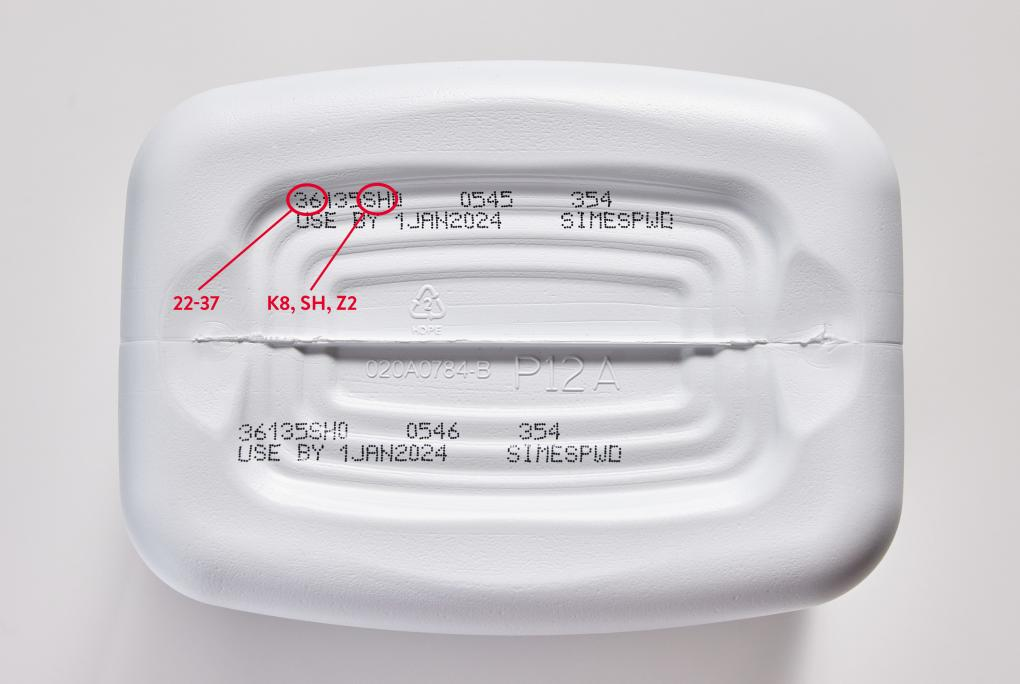 36135SH0 0545 354
USE BY 1JAN2024 SIMESPWD
22-37 K8, SH, Z2
2
HDPE
020A0784-B P12A
36135SH0 0546 354
USE BY 1JAN2024 SIMESPWD